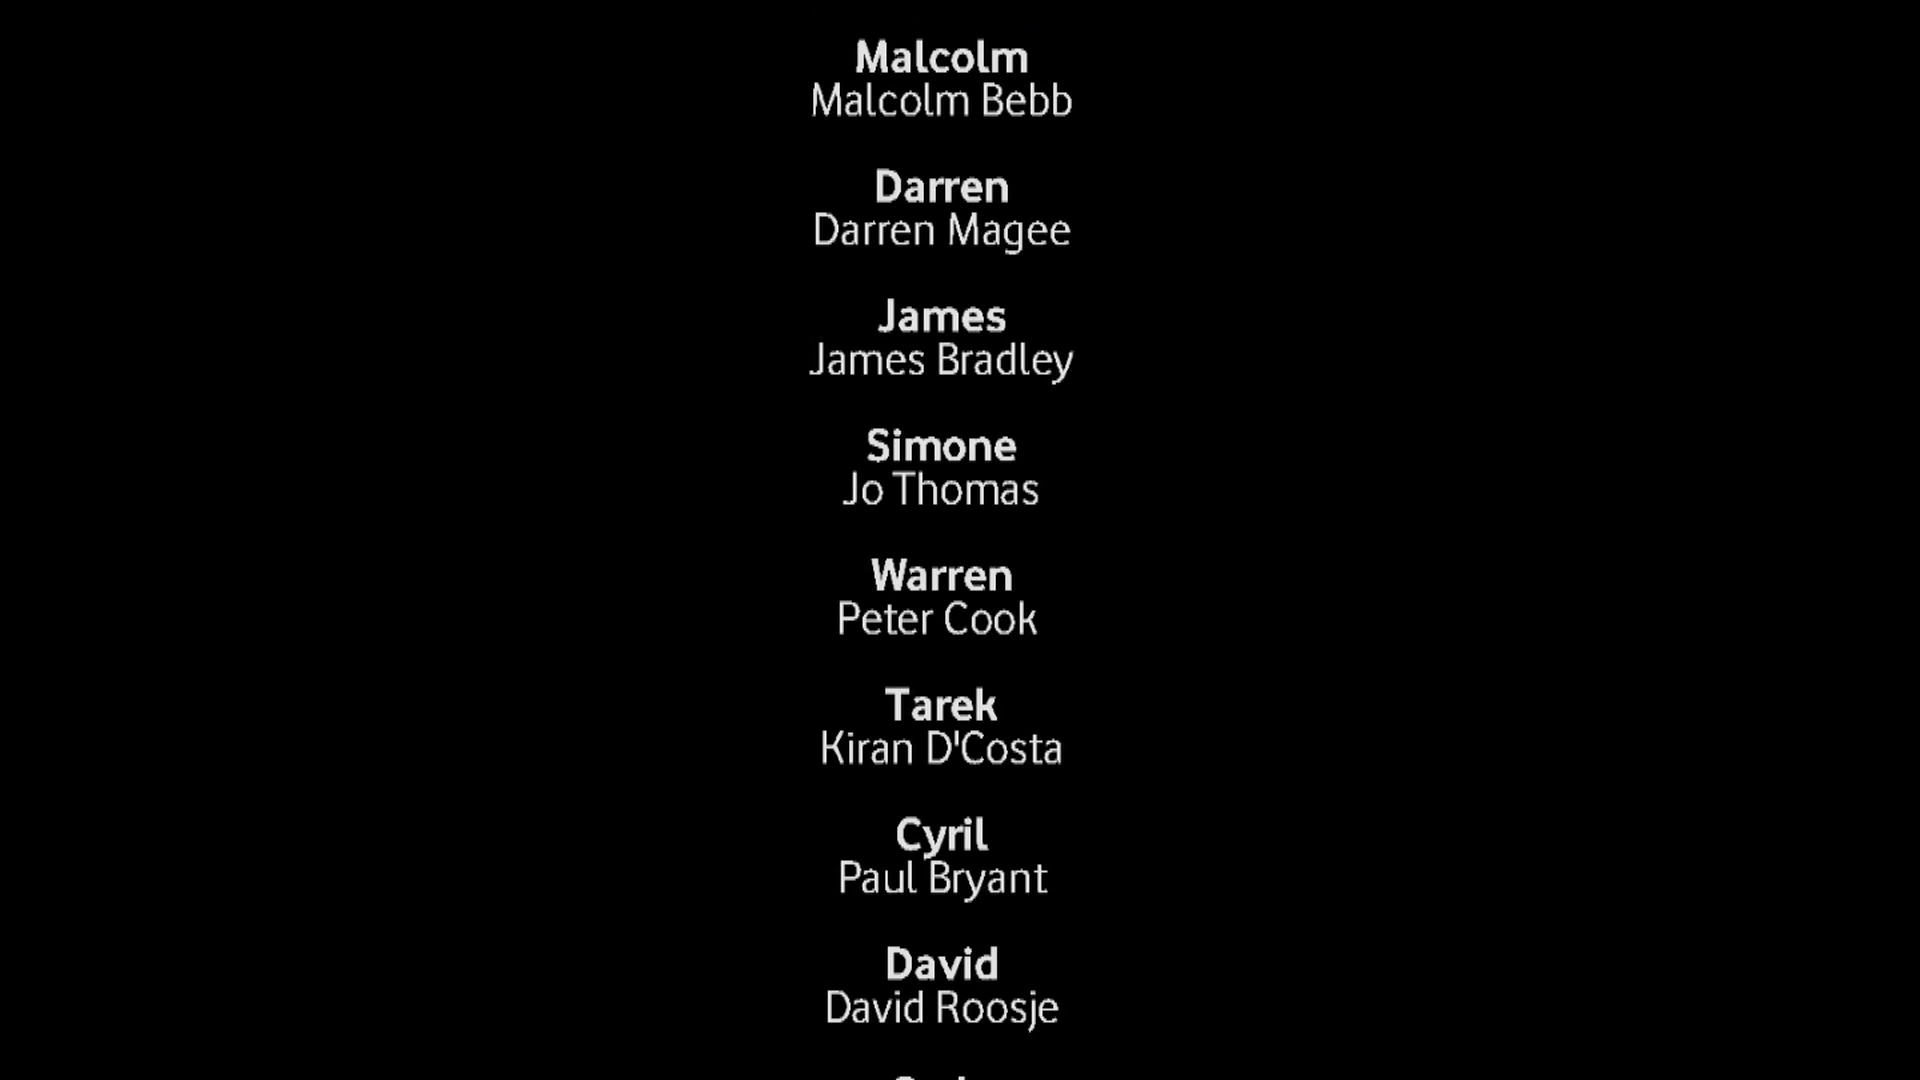 Malcolm
Malcolm Bebb
Darren
Darren Magee
James
James Bradley
Simone
Jo Thomas
Warren
Peter Cook
Tarek
Kiran D'Costa
Cyril
Paul Bryant
David
David Roosje